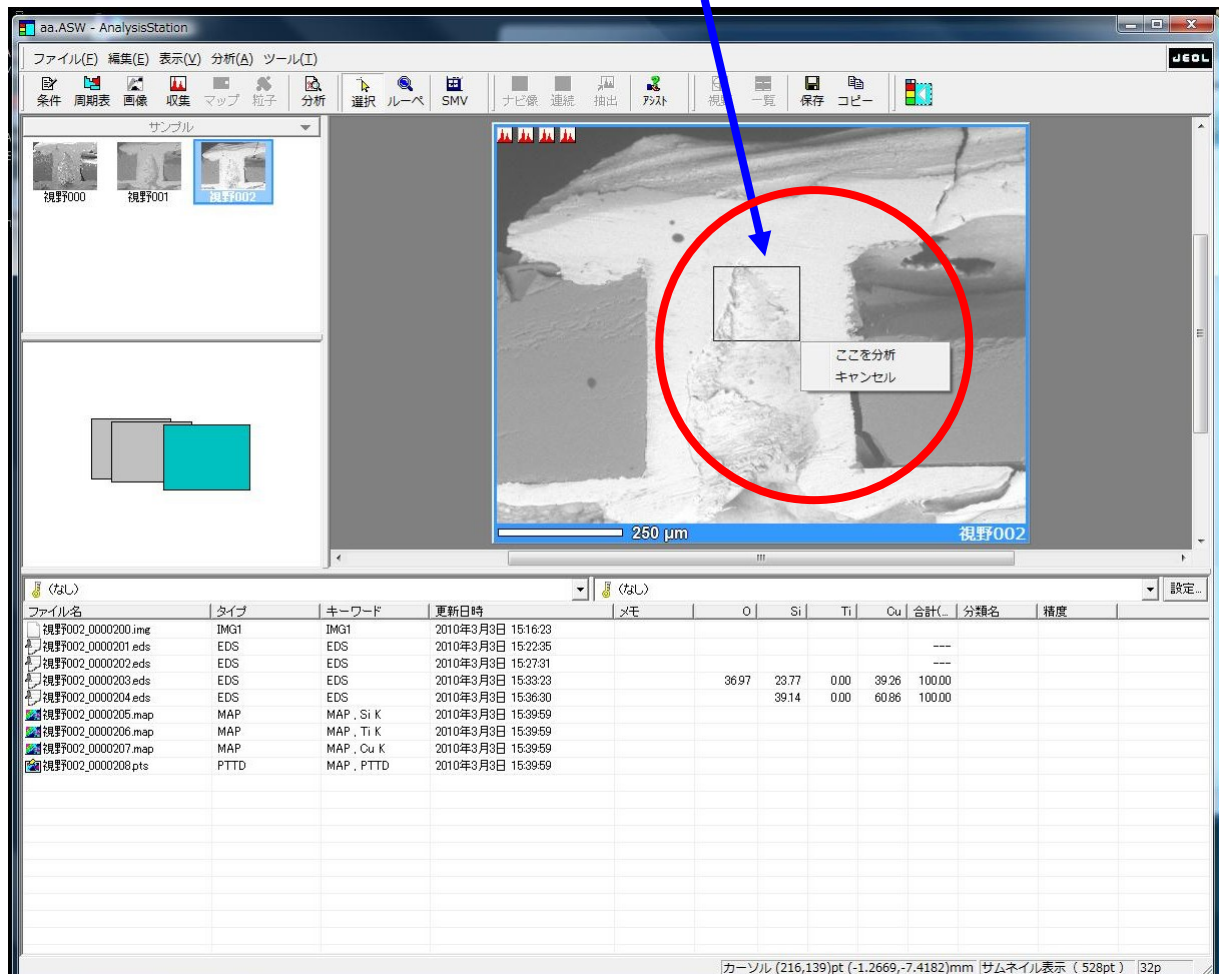 aa.ASW - AnalysisStation
ファイル(F) 編集(E) 表示(V) 分析(A) ツール(T)
JEOL
条件 周期表 画像 収集 マップ 粒子 分析 選択 ルーペ SMV ナビ像 連続 抽出 アシスト 視野 一覧 保存 コピー
サンプル
視野000 視野001 視野002
ここを分析
キャンセル
250 μm 視野002
(なし) (なし) 設定...
ファイル名 タイプ キーワード 更新日時 メモ O Si Ti Cu 合計(... 分類名 精度
視野002_0000200.img IMG1 IMG1 2010年3月3日 15:16:23
視野002_0000201.eds EDS EDS 2010年3月3日 15:22:35 ---
視野002_0000202.eds EDS EDS 2010年3月3日 15:27:31 ---
視野002_0000203.eds EDS EDS 2010年3月3日 15:33:23 36.97 23.77 0.00 39.26 100.00
視野002_0000204.eds EDS EDS 2010年3月3日 15:36:30 39.14 0.00 60.86 100.00
視野002_0000205.map MAP MAP , Si K 2010年3月3日 15:39:59
視野002_0000206.map MAP MAP , Ti K 2010年3月3日 15:39:59
視野002_0000207.map MAP MAP , Cu K 2010年3月3日 15:39:59
視野002_0000208.pts PTTD MAP , PTTD 2010年3月3日 15:39:59
カーソル (216,139)pt (-1.2669,-7.4182)mm サムネイル表示 ( 528pt ) 32p